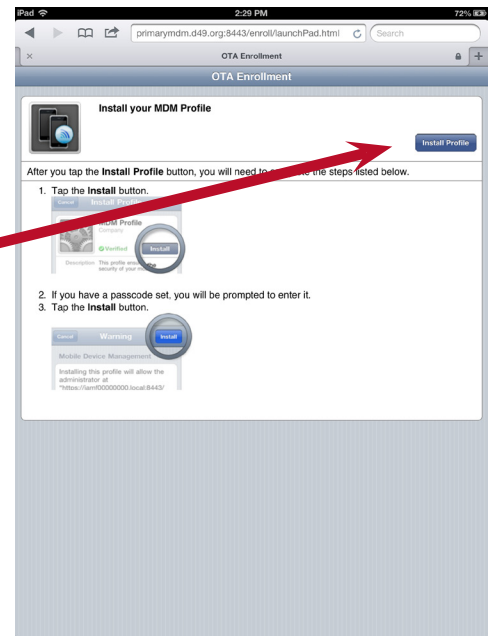 iPad 2:29 PM 72%
primarymdm.d49.org:8443/enroll/launchPad.html Search
OTA Enrollment
OTA Enrollment
Install your MDM Profile
Install Profile
After you tap the Install Profile button, you will need to complete the steps listed below.
1. Tap the Install button.
Cancel Install Profile
MDM Profile
Company
Verified Install
Description This profile
security of your
2. If you have a passcode set, you will be prompted to enter it.
3. Tap the Install button.
Cancel Warning Install
Mobile Device Management
Installing this profile will allow the
administrator at
"https://jamf00000000.local:8443/